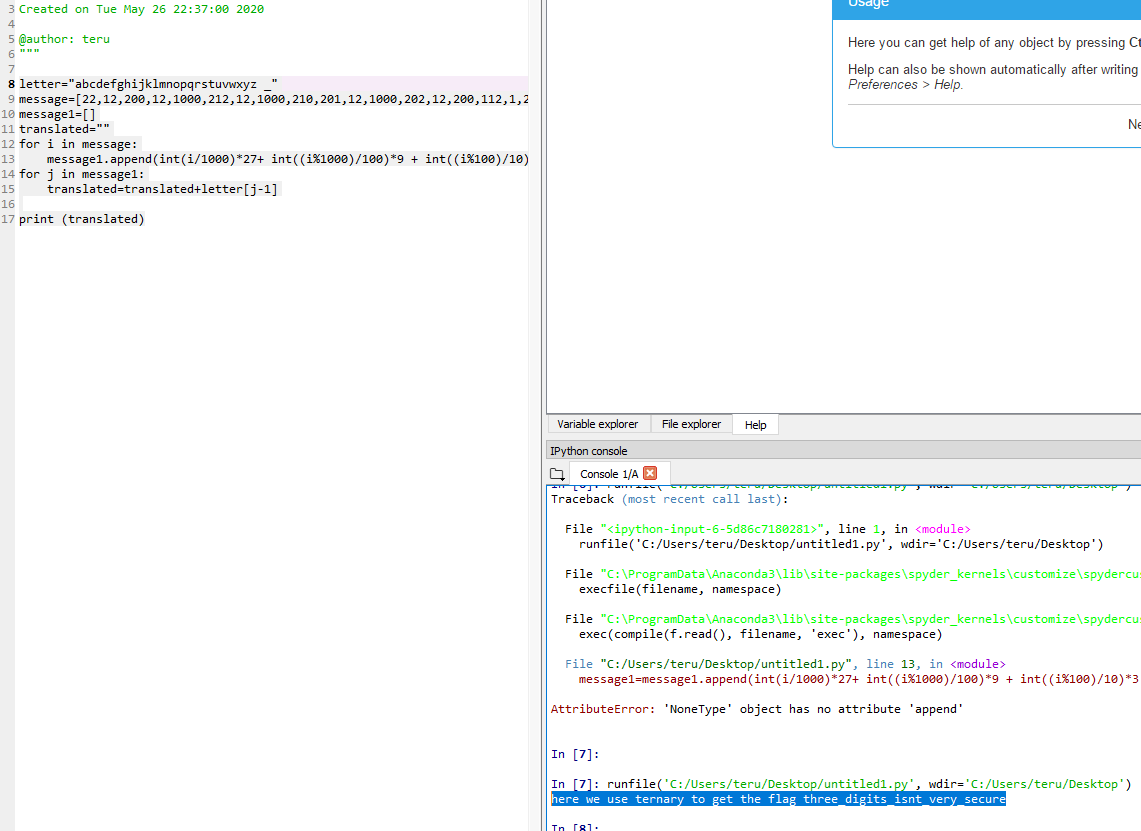 3 Created on Tue May 26 22:37:00 2020
4
5 @author: teru
6 """
7
8 letter="abcdefghijklmnopqrstuvwxyz _"
9 message=[22,12,200,12,1000,212,12,1000,210,201,12,1000,202,12,200,112,1,2
10 message1=[]
11 translated=""
12 for i in message:
13 message1.append(int(i/1000)*27+ int((i%1000)/100)*9 + int((i%100)/10)
14 for j in message1:
15 translated=translated+letter[j-1]
16
17 print (translated)
Usage
Here you can get help of any object by pressing Ct
Help can also be shown automatically after writing
Preferences > Help.
Ne
Variable explorer File explorer Help
IPython console
Console 1/A
In [6]: runfile('C:/Users/teru/Desktop/untitled1.py', wdir='C:/Users/teru/Desktop')
Traceback (most recent call last):
File "<ipython-input-6-5d86c7180281>", line 1, in <module>
runfile('C:/Users/teru/Desktop/untitled1.py', wdir='C:/Users/teru/Desktop')
File "C:\ProgramData\Anaconda3\lib\site-packages\spyder_kernels\customize\spydercus
execfile(filename, namespace)
File "C:\ProgramData\Anaconda3\lib\site-packages\spyder_kernels\customize\spydercus
exec(compile(f.read(), filename, 'exec'), namespace)
File "C:/Users/teru/Desktop/untitled1.py", line 13, in <module>
message1=message1.append(int(i/1000)*27+ int((i%1000)/100)*9 + int((i%100)/10)*3
AttributeError: 'NoneType' object has no attribute 'append'
In [7]:
In [7]: runfile('C:/Users/teru/Desktop/untitled1.py', wdir='C:/Users/teru/Desktop')
here we use ternary to get the flag three_digits_isnt_very_secure
In [8]: